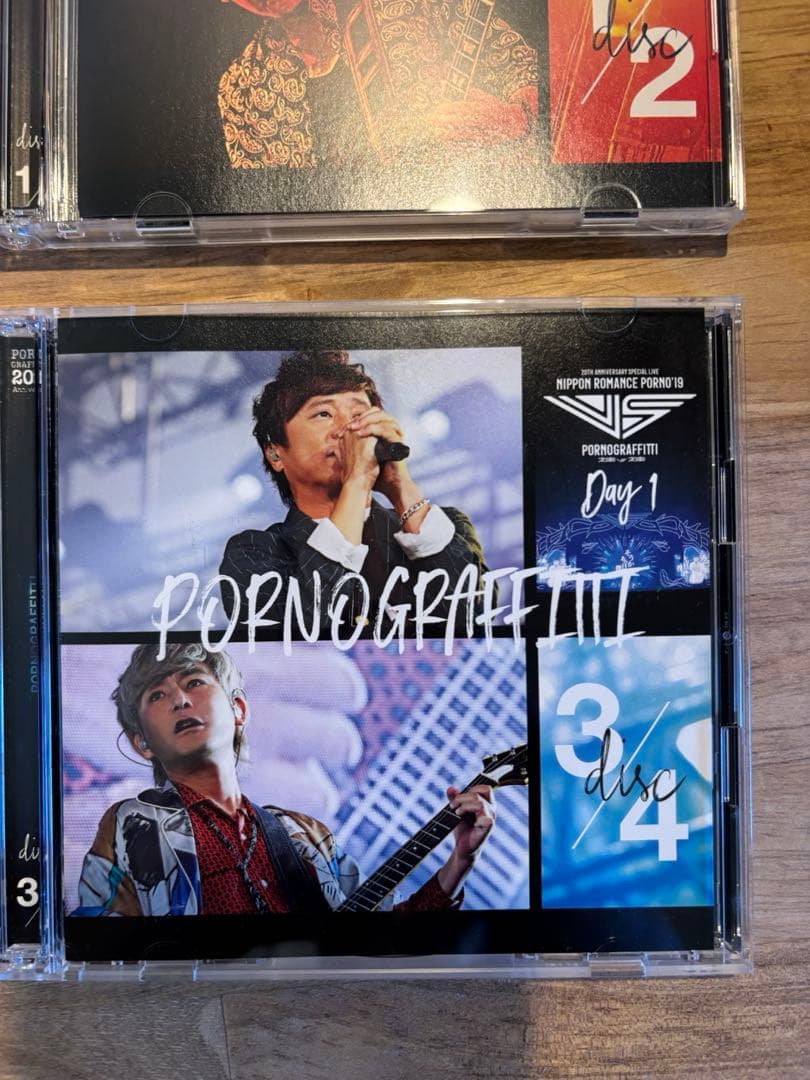 disc
2
1/
20TH ANNIVERSARY SPECIAL LIVE
NIPPON ROMANCE PORNO'19
VS
PORNOGRAFFITTI
Day 1
PORNOGRAFFITTI
3/4
disc
3/